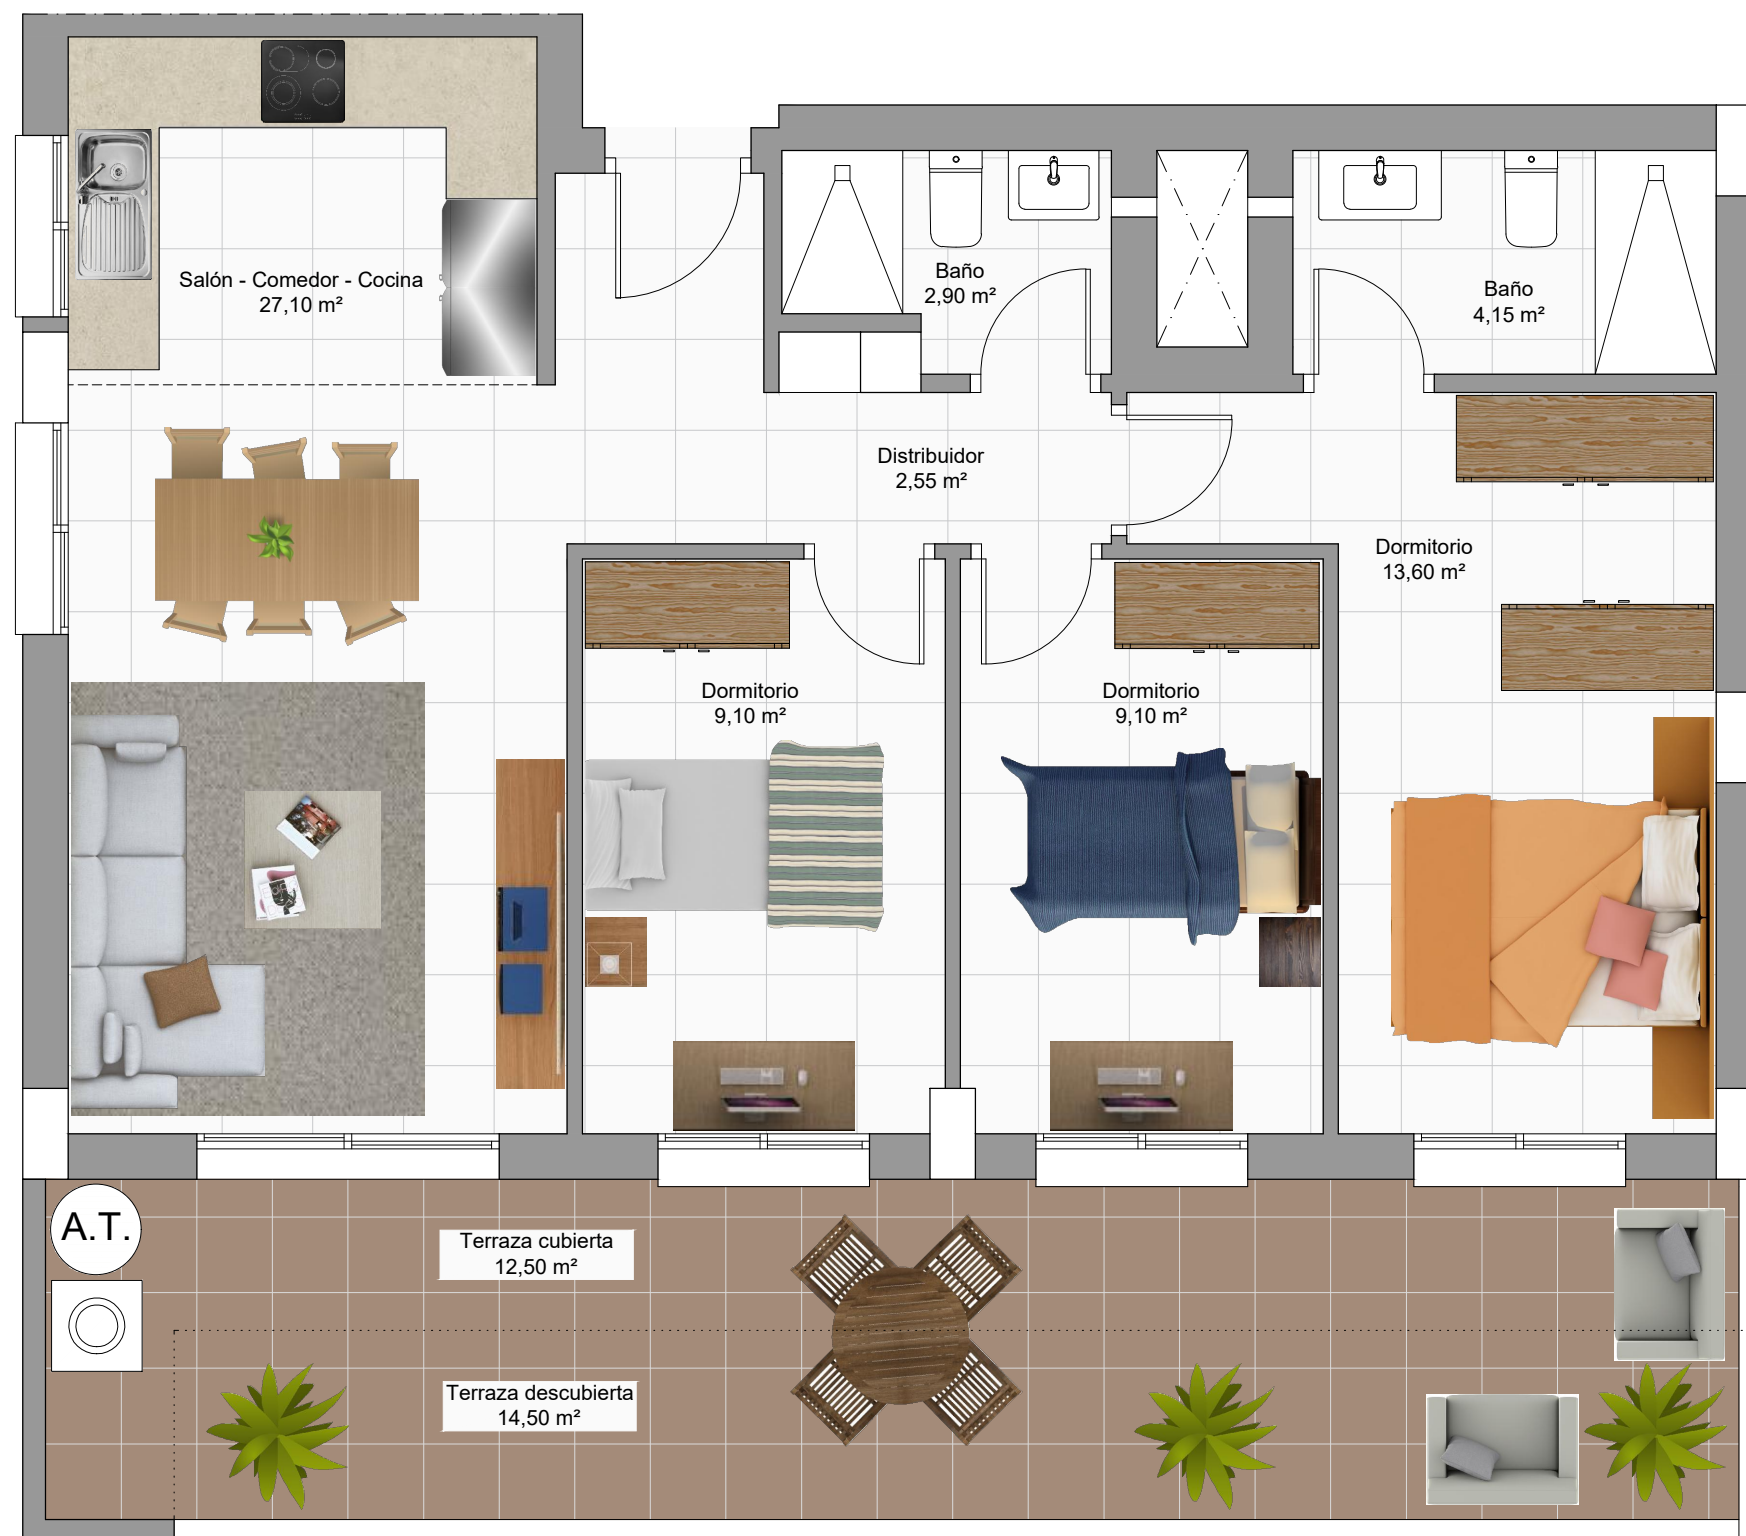 Salón - Comedor - Cocina
27,10 m²
Baño
2,90 m²
Baño
4,15 m²
Distribuidor
2,55 m²
Dormitorio
13,60 m²
Dormitorio
9,10 m²
Dormitorio
9,10 m²
A.T.
Terraza cubierta
12,50 m²
Terraza descubierta
14,50 m²